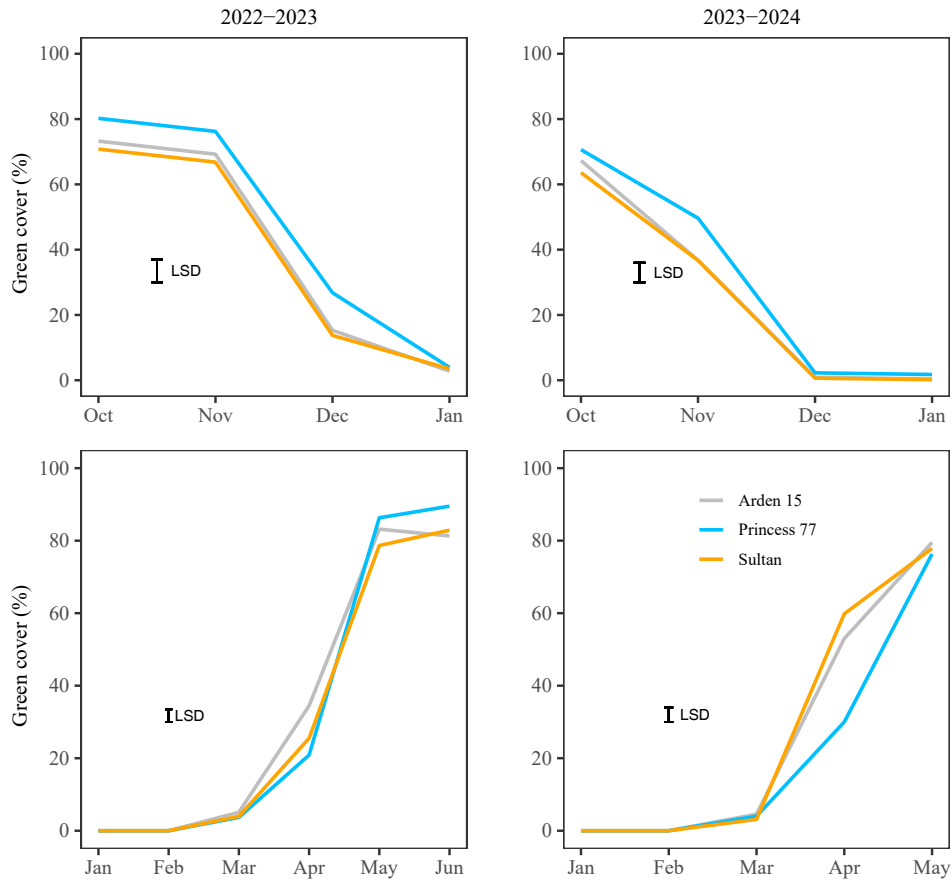 2022−2023
2023−2024
Green cover (%)
100
80
60
40
20
0
LSD
Oct Nov Dec Jan
100
80
60
40
20
0
LSD
Oct Nov Dec Jan
Green cover (%)
100
80
60
40
20
0
LSD
Jan Feb Mar Apr May Jun
100
80
60
40
20
0
Arden 15
Princess 77
Sultan
LSD
Jan Feb Mar Apr May